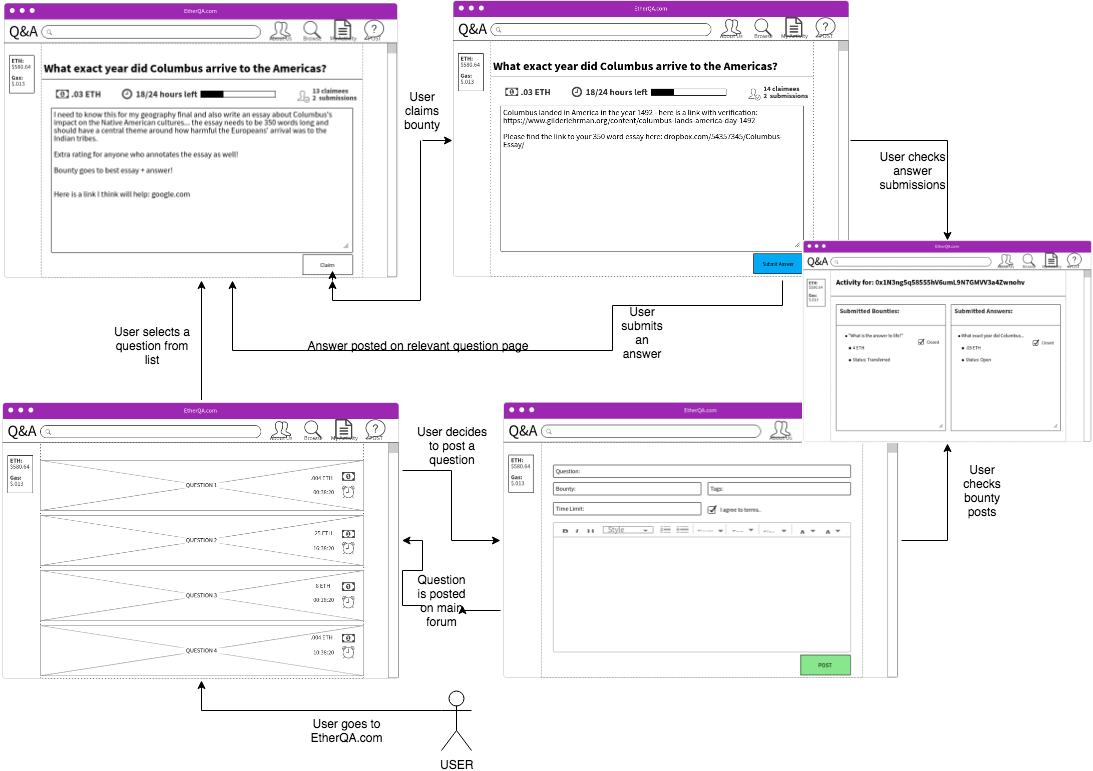 EtherQA.com
Q&A
About Us
Browse
My Activity
POST
ETH:
$580.64
Gas:
$.013
What exact year did Columbus arrive to the Americas?
.03 ETH
18/24 hours left
13 claimees
2 submissions
I need to know this for my geography final and also write an essay about Columbus's
impact on the Native American cultures... the essay needs to be 350 words long and
should have a central theme around how harmful the Europeans' arrival was to the
Indian tribes.
Extra rating for anyone who annotates the essay as well!
Bounty goes to best essay + answer!
Here is a link I think will help: google.com
Claim
User
claims
bounty
EtherQA.com
Q&A
About Us
Browse
My Activity
POST
ETH:
$580.64
Gas:
$.013
What exact year did Columbus arrive to the Americas?
.03 ETH
18/24 hours left
14 claimees
2 submissions
Columbus landed in America in the year 1492 - here is a link with verification:
https://www.gilderlehrman.org/content/columbus-lands-america-day-1492
Please find the link to your 350 word essay here: dropbox.com/54357345/Columbus-
Essay/
Submit Answer
User checks
answer
submissions
EtherQA.com
Q&A
About Us
Browse
My Activity
POST
ETH:
$580.64
Gas:
$.013
Activity for: 0x1N3ng5q58555hV6umL9N7GMVV3a4Zwnohv
Submitted Bounties:
"What is the answer to life?"
Closed
4 ETH
Status: Transferred
Submitted Answers:
What exact year did Columbus...
Closed
.03 ETH
Status: Open
User selects a
question from
list
Answer posted on relevant question page
User
submits
an
answer
EtherQA.com
Q&A
About Us
Browse
My Activity
POST
ETH:
$580.64
Gas:
$.013
QUESTION 1
.004 ETH
00:38:20
QUESTION 2
.25 ETH
16:38:20
QUESTION 3
8 ETH
00:18:20
QUESTION 4
.004 ETH
10:38:20
User decides
to post a
question
Question
is posted
on main
forum
EtherQA.com
Q&A
About Us
ETH:
$580.64
Gas:
$.013
Question:
Bounty:
Tags:
Time Limit:
I agree to terms..
B I H
Style
A
A
POST
User
checks
bounty
posts
User goes to
EtherQA.com
USER